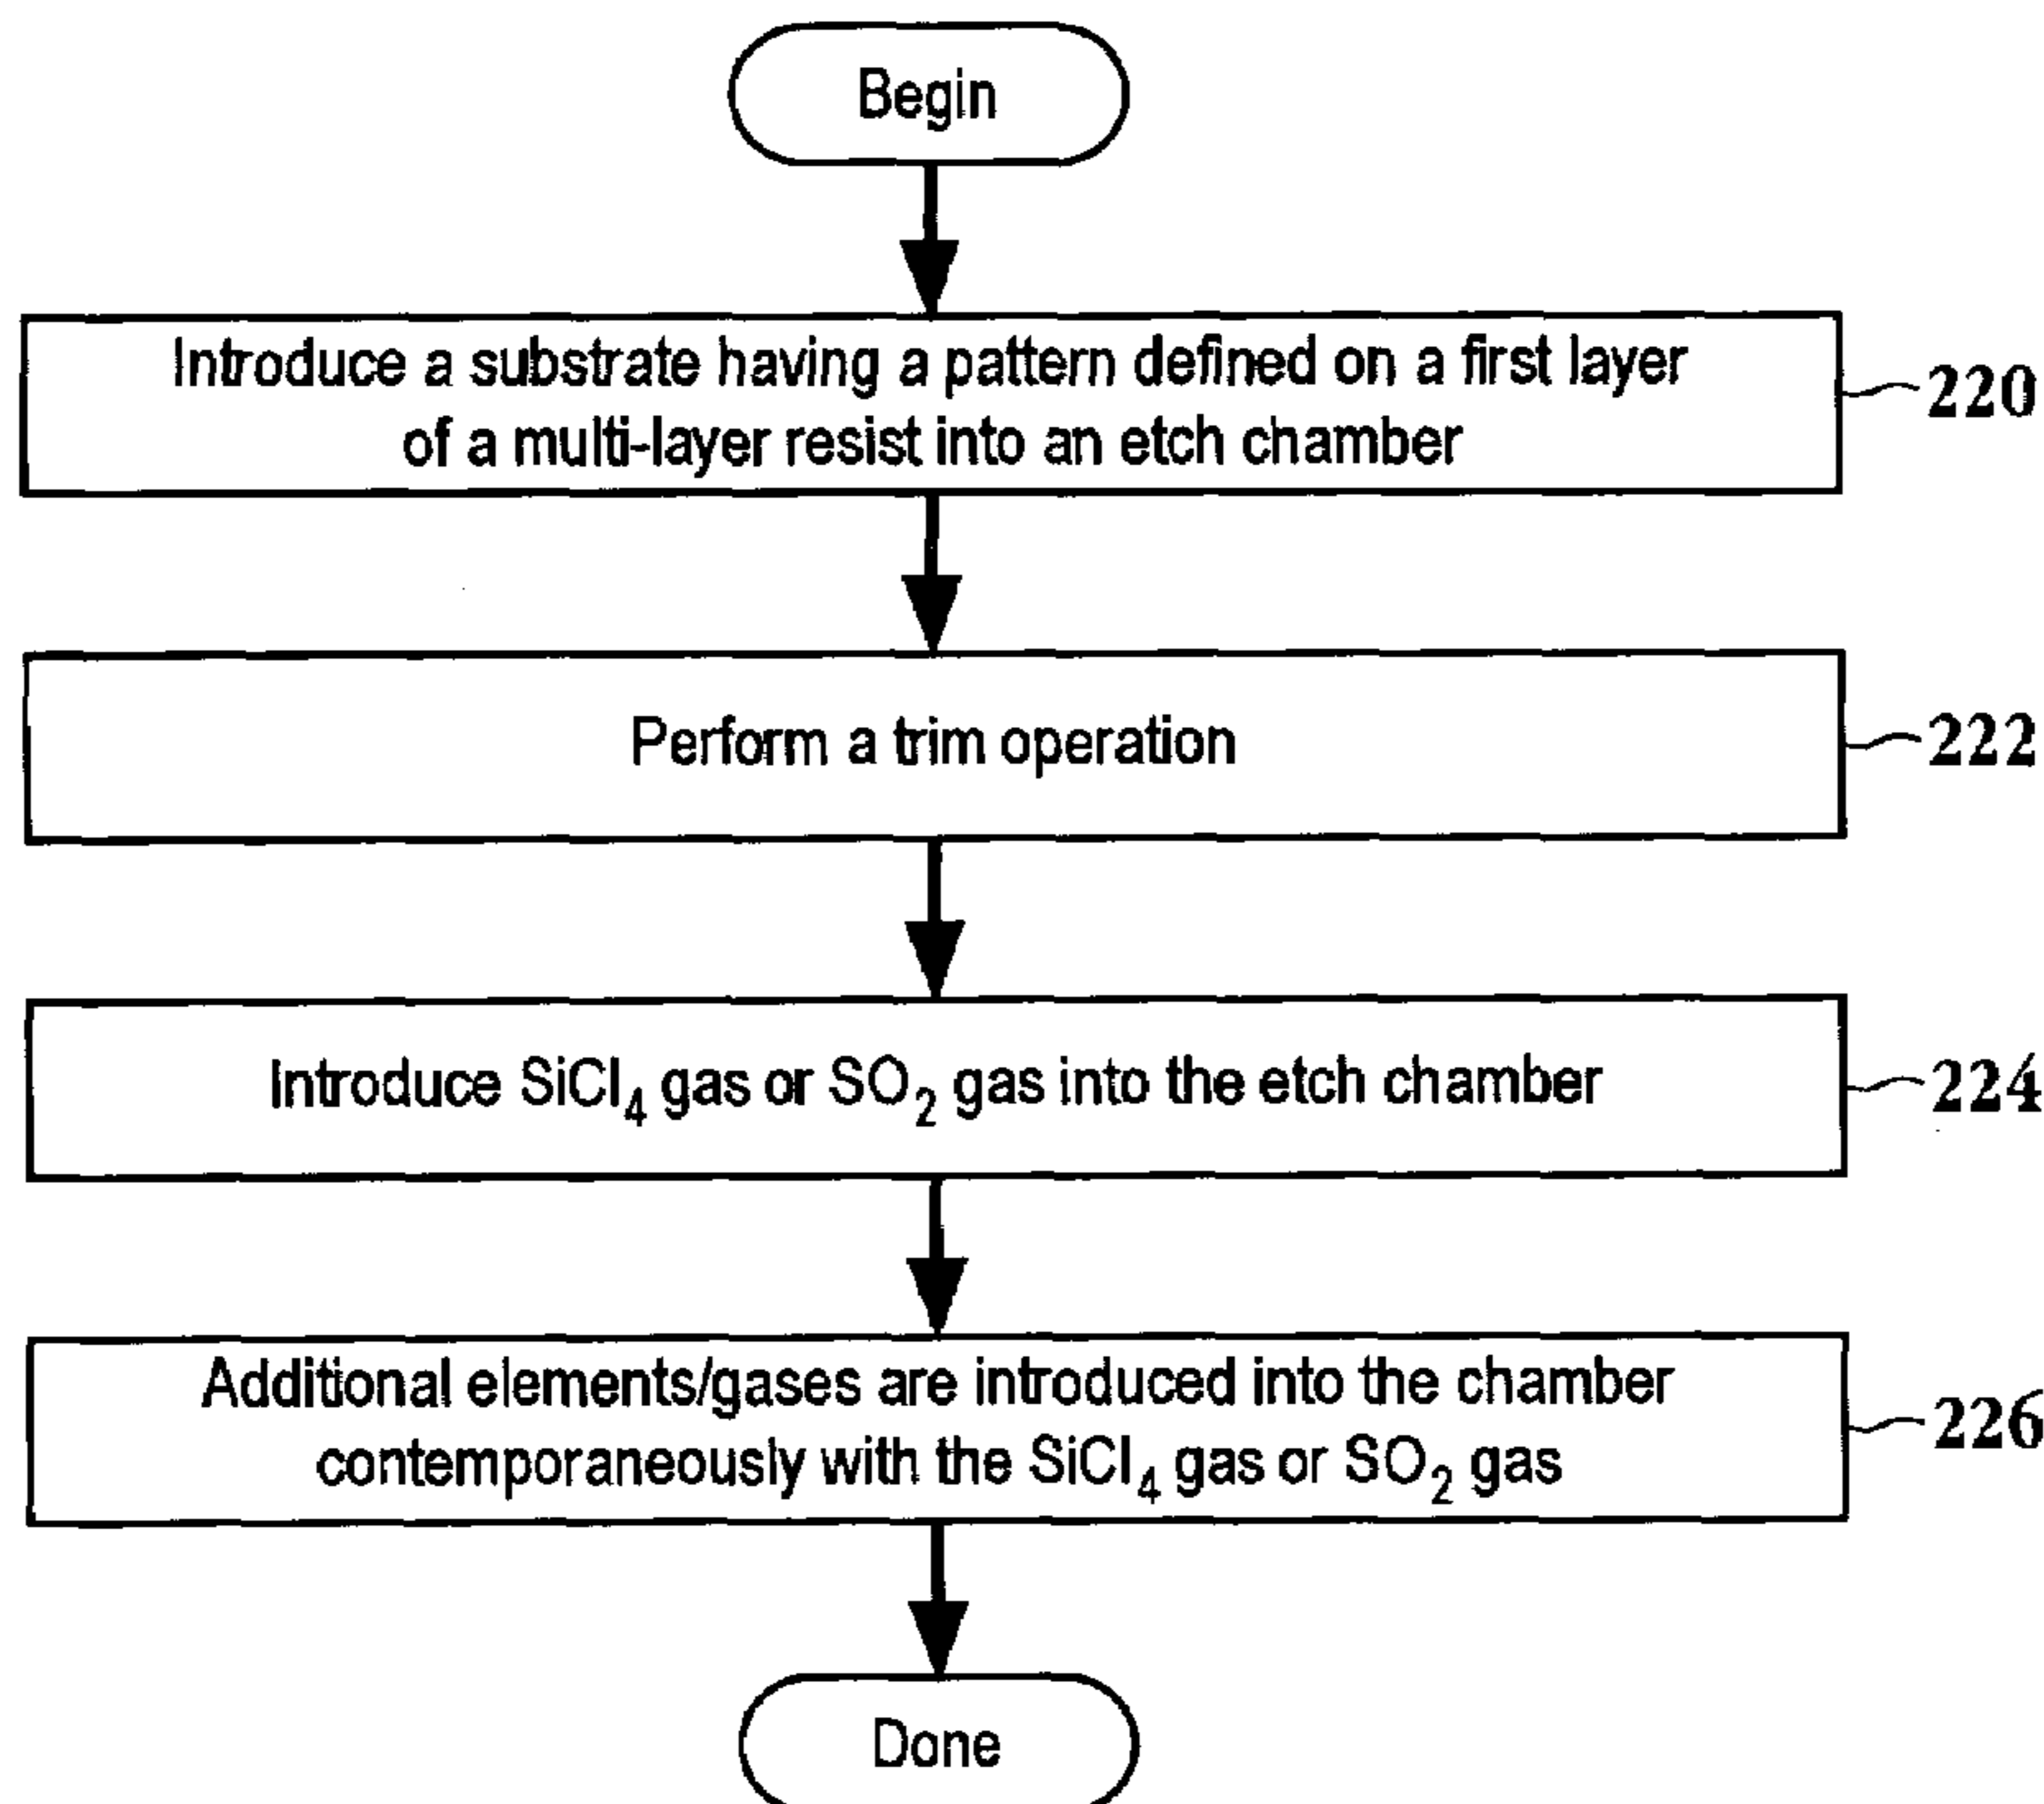 Begin
Introduce a substrate having a pattern defined on a first layer
of a multi-layer resist into an etch chamber
220
Perform a trim operation
222
Introduce SiCl₄ gas or SO₂ gas into the etch chamber
224
Additional elements/gases are introduced into the chamber
contemporaneously with the SiCl₄ gas or SO₂ gas
226
Done